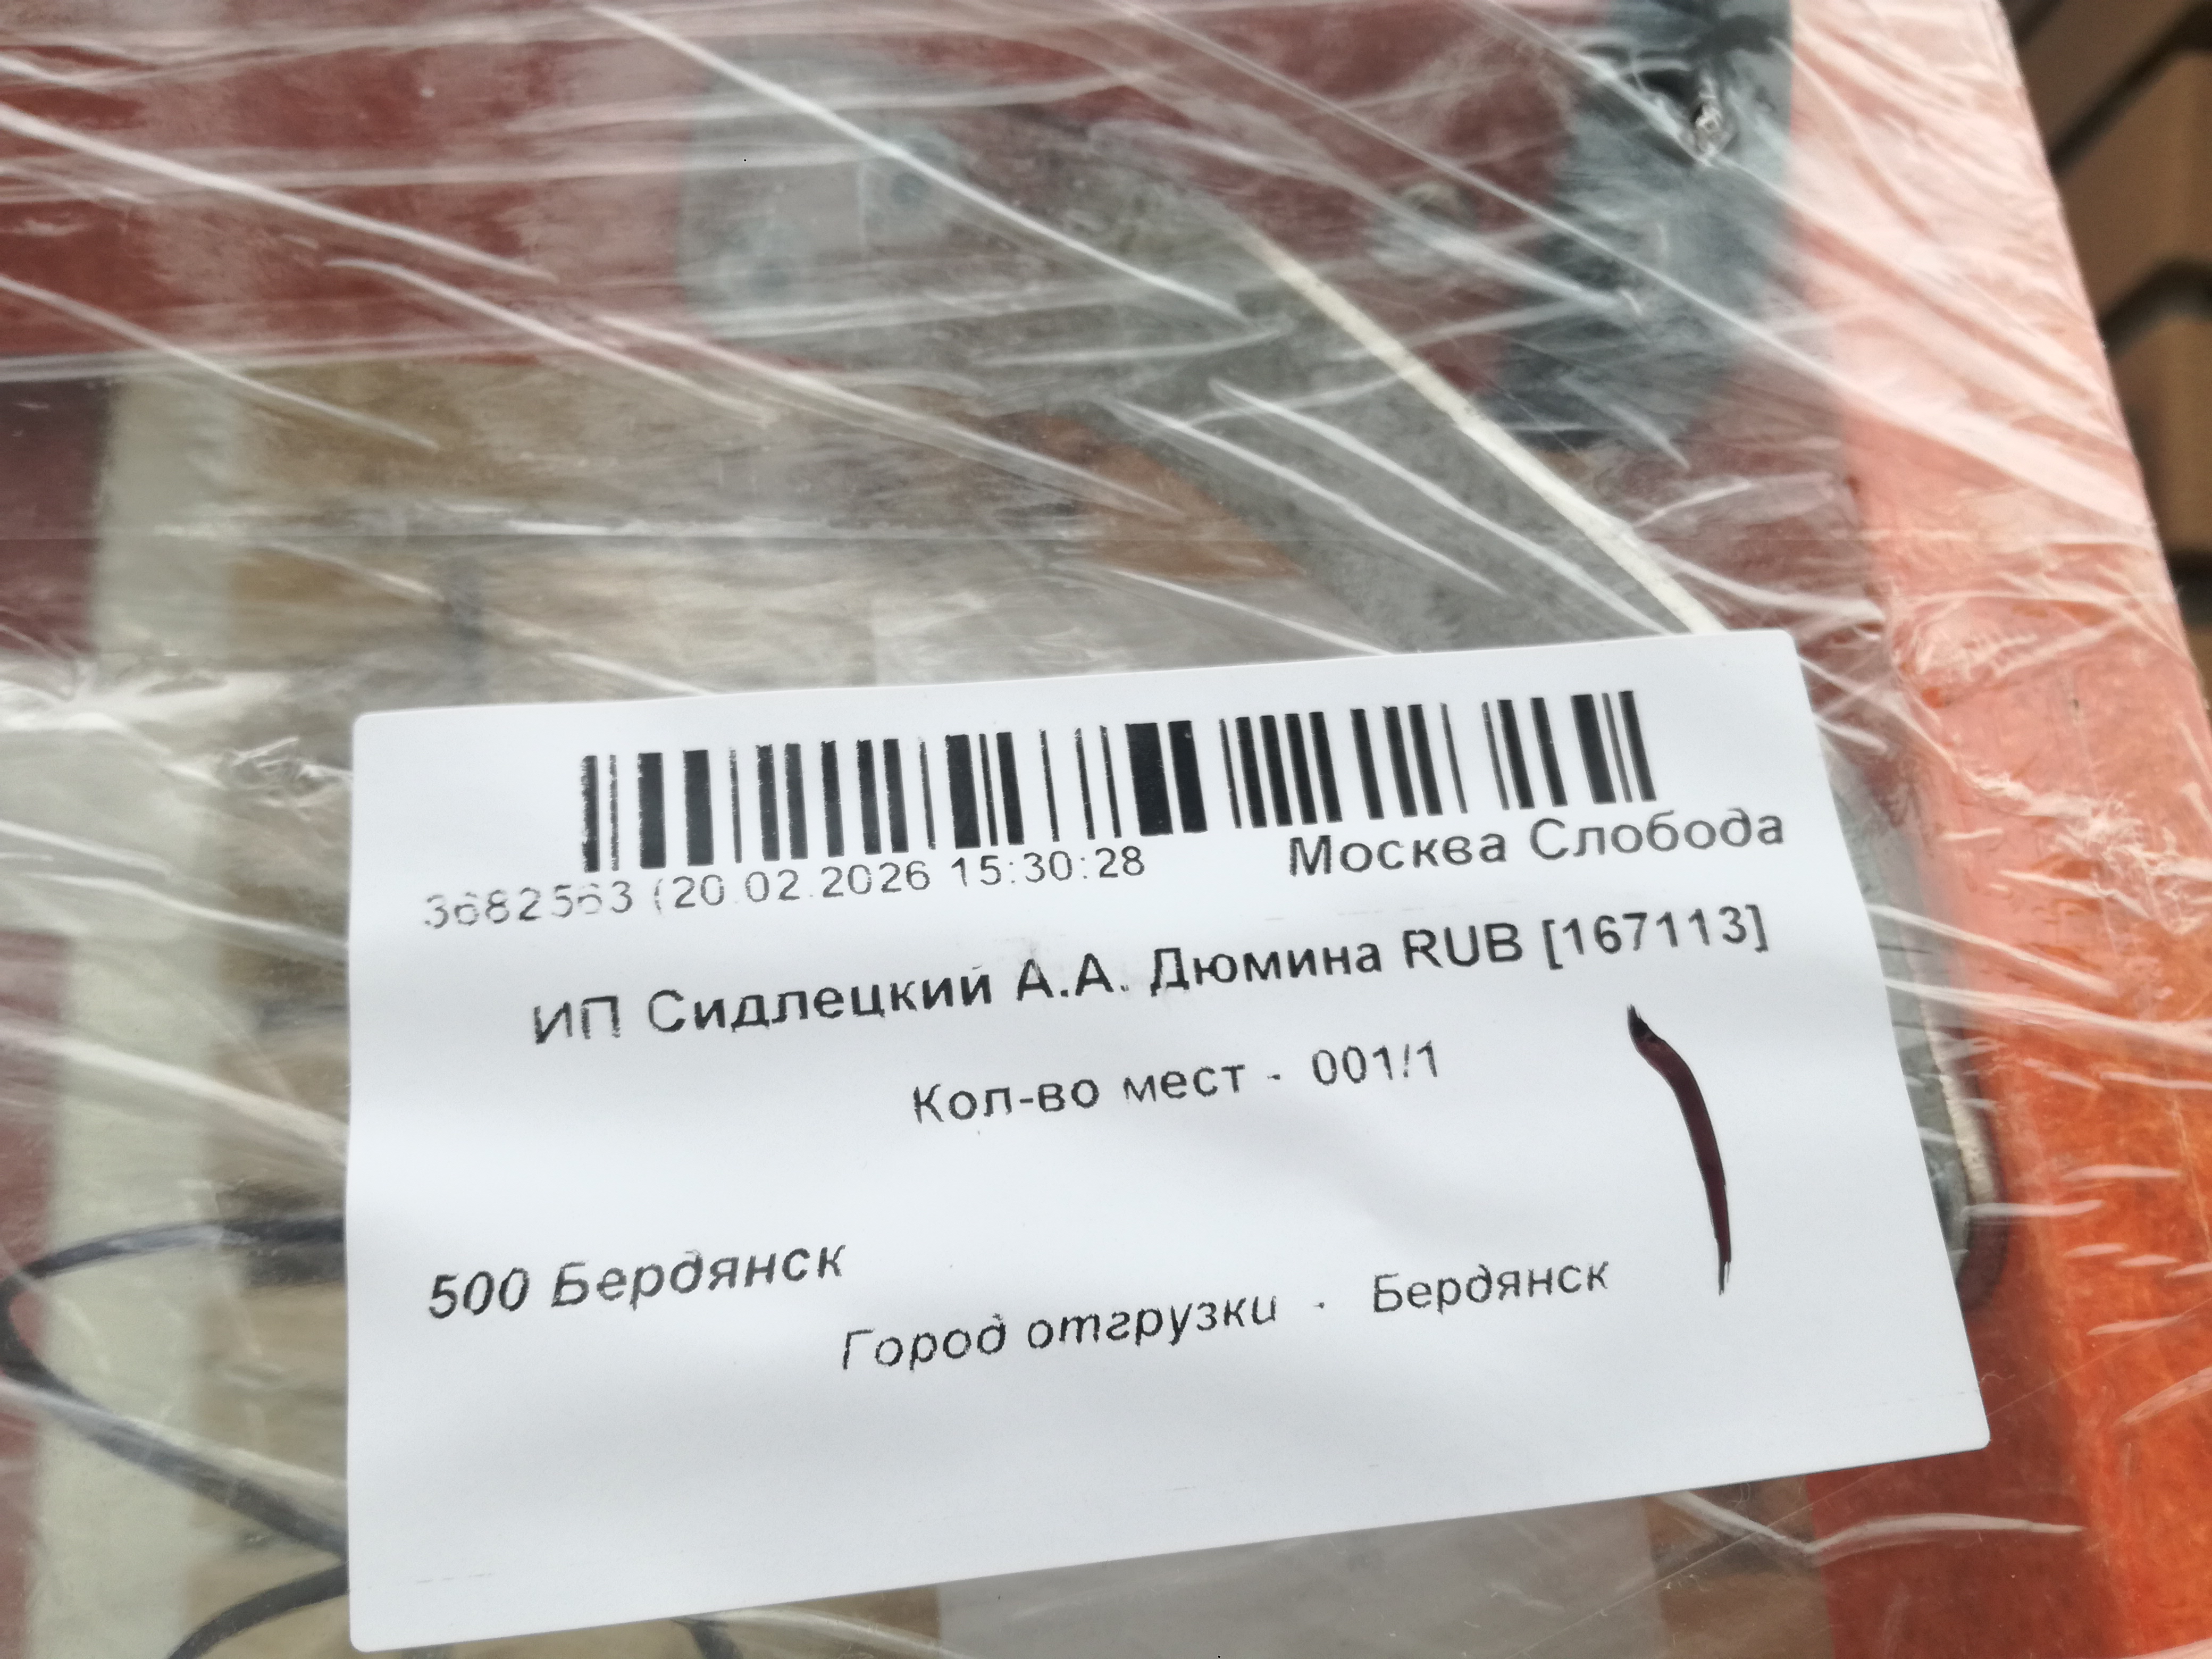 3682563 (20.02.2026 15:30:28
Москва Слобода
ИП Сидлецкий А.А. Дюмина RUB [167113]
Кол-во мест - 001/1
500 Бердянск
Город отгрузки - Бердянск